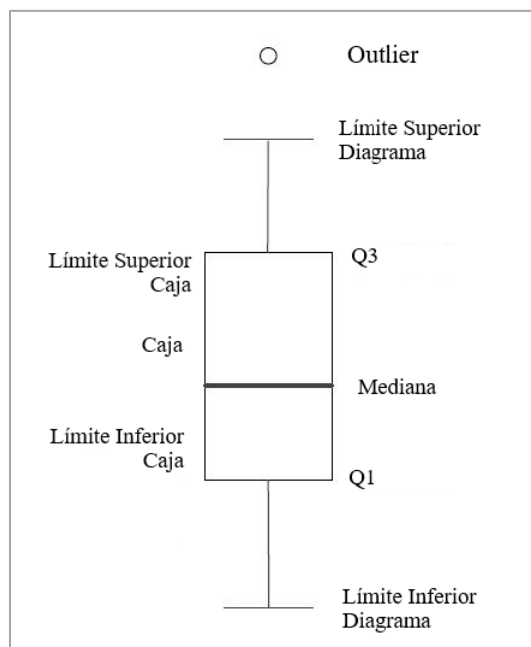 Outlier
Límite Superior
Diagrama
Q3
Límite Superior
Caja
Caja
Mediana
Límite Inferior
Caja
Q1
Límite Inferior
Diagrama